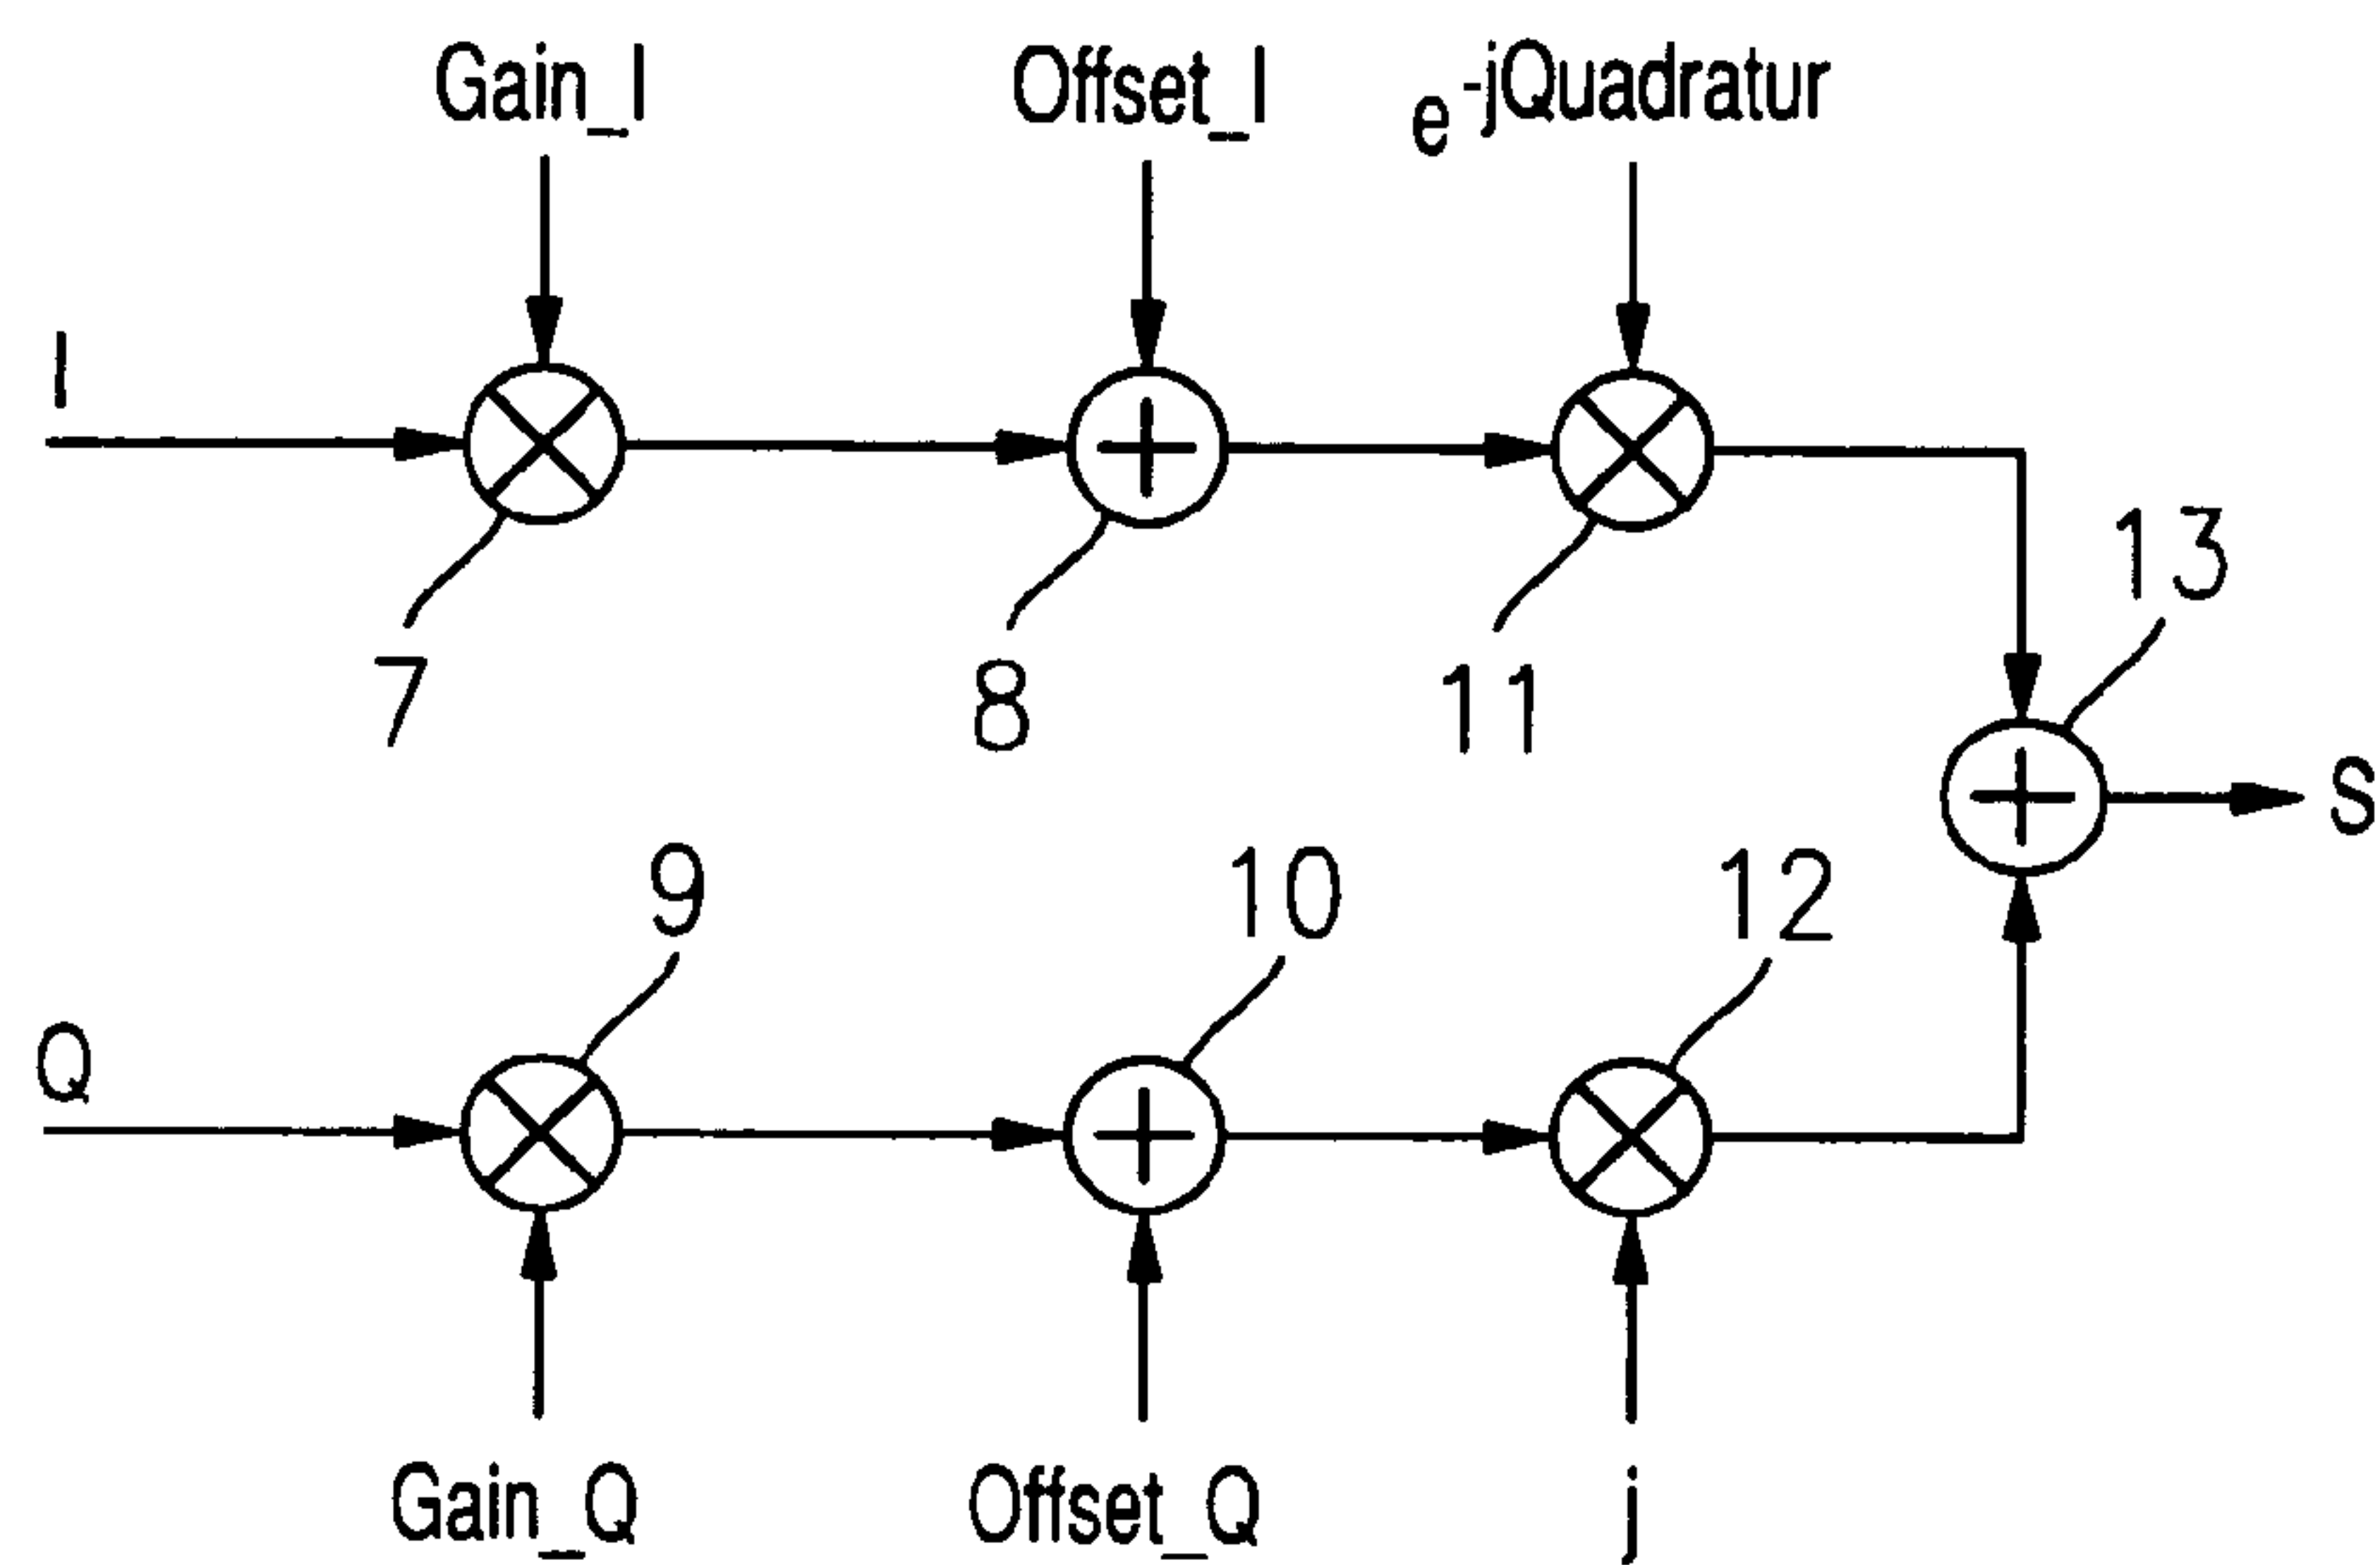 Gain_I
Offset_I
e-jQuadratur
I
13
7
8
11
S
9
10
12
Q
Gain_Q
Offset_Q
j